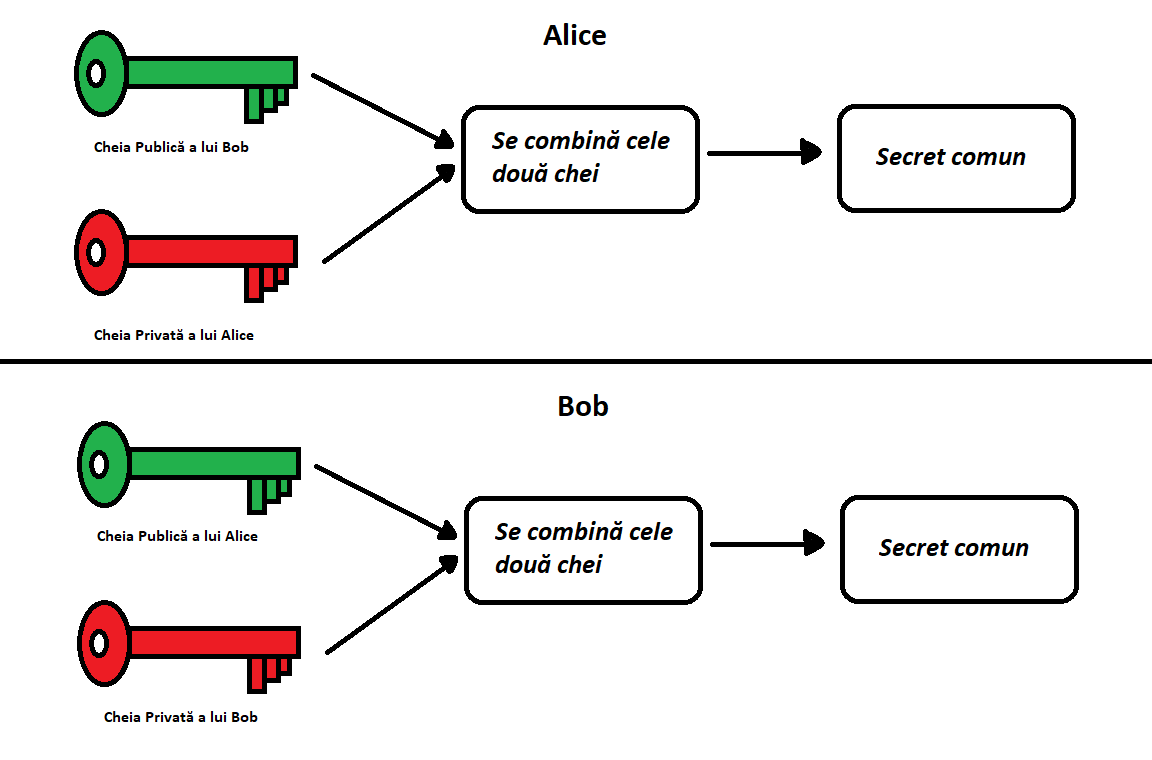 Alice
Cheia Publică a lui Bob
Se combină cele
două chei
Secret comun
Cheia Privată a lui Alice
Bob
Cheia Publică a lui Alice
Se combină cele
două chei
Secret comun
Cheia Privată a lui Bob